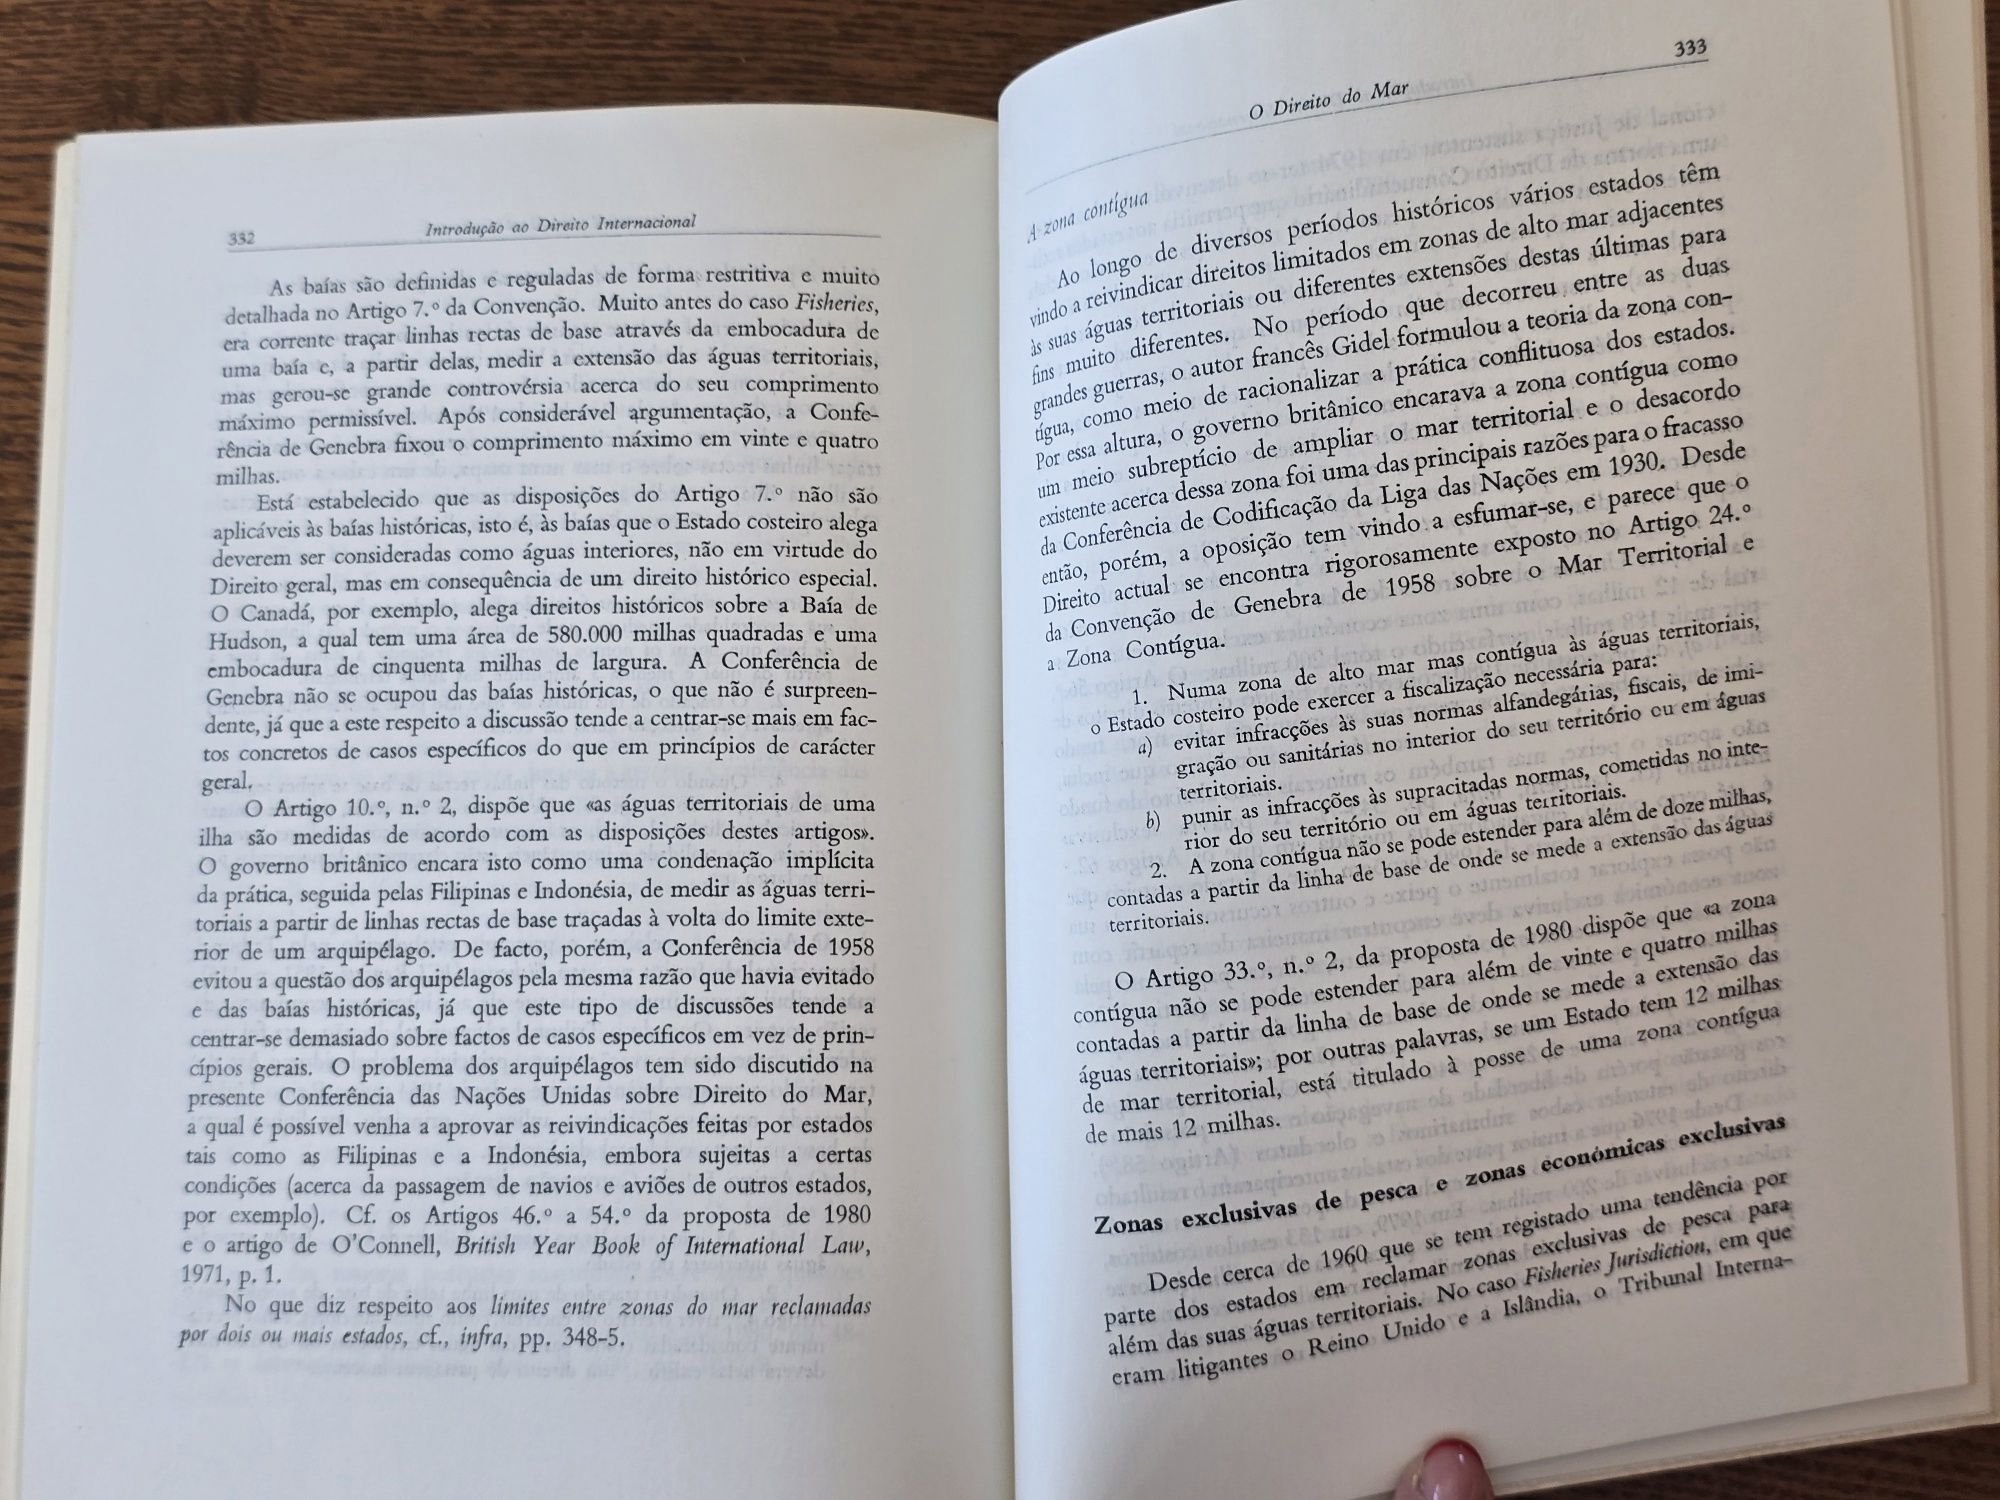 332
Introdução ao Direito Internacional
As baías são definidas e reguladas de forma restritiva e muito
detalhada no Artigo 7.º da Convenção. Muito antes do caso Fisheries,
era corrente traçar linhas rectas de base através da embocadura de
uma baía e, a partir delas, medir a extensão das águas territoriais,
mas gerou-se grande controvérsia acerca do seu comprimento
máximo permissível. Após considerável argumentação, a Confe-
rência de Genebra fixou o comprimento máximo em vinte e quatro
milhas.
Está estabelecido que as disposições do Artigo 7.º não são
aplicáveis às baías históricas, isto é, às baías que o Estado costeiro alega
deverem ser consideradas como águas interiores, não em virtude do
Direito geral, mas em consequência de um direito histórico especial.
O Canadá, por exemplo, alega direitos históricos sobre a Baía de
Hudson, a qual tem uma área de 580.000 milhas quadradas e uma
embocadura de cinquenta milhas de largura. A Conferência de
Genebra não se ocupou das baías históricas, o que não é surpreen-
dente, já que a este respeito a discussão tende a centrar-se mais em fac-
tos concretos de casos específicos do que em princípios de carácter
geral.
O Artigo 10.º, n.º 2, dispõe que «as águas territoriais de uma
ilha são medidas de acordo com as disposições destes artigos».
O governo britânico encara isto como uma condenação implícita
da prática, seguida pelas Filipinas e Indonésia, de medir as águas terri-
toriais a partir de linhas rectas de base traçadas à volta do limite exte-
rior de um arquipélago. De facto, porém, a Conferência de 1958
evitou a questão dos arquipélagos pela mesma razão que havia evitado
e das baías históricas, já que este tipo de discussões tende a
centrar-se demasiado sobre factos de casos específicos em vez de prin-
cípios gerais. O problema dos arquipélagos tem sido discutido na
presente Conferência das Nações Unidas sobre Direito do Mar,
a qual é possível venha a aprovar as reivindicações feitas por estados
tais como as Filipinas e a Indonésia, embora sujeitas a certas
condições (acerca da passagem de navios e aviões de outros estados,
por exemplo). Cf. os Artigos 46.º a 54.º da proposta de 1980
e o artigo de O'Connell, British Year Book of International Law,
1971, p. 1.
No que diz respeito aos limites entre zonas do mar reclamadas
por dois ou mais estados, cf., infra, pp. 348-5.
O Direito do Mar
333
A zona contígua
Ao longo de diversos períodos históricos vários estados têm
vindo a reivindicar direitos limitados em zonas de alto mar adjacentes
às suas águas territoriais ou diferentes extensões destas últimas para
fins muito diferentes. No período que decorreu entre as duas
grandes guerras, o autor francês Gidel formulou a teoria da zona con-
tígua, como meio de racionalizar a prática conflituosa dos estados.
Por essa altura, o governo britânico encarava a zona contígua como
um meio subreptício de ampliar o mar territorial e o desacordo
existente acerca dessa zona foi uma das principais razões para o fracasso
da Conferência de Codificação da Liga das Nações em 1930. Desde
então, porém, a oposição tem vindo a esfumar-se, e parece que o
Direito actual se encontra rigorosamente exposto no Artigo 24.º
da Convenção de Genebra de 1958 sobre o Mar Territorial e
a Zona Contígua.
1. Numa zona de alto mar mas contígua às águas territoriais,
o Estado costeiro pode exercer a fiscalização necessária para:
a) evitar infracções às suas normas alfandegárias, fiscais, de imi-
gração ou sanitárias no interior do seu território ou em águas
territoriais.
b) punir as infracções às supracitadas normas, cometidas no inte-
rior do seu território ou em águas territoriais.
2. A zona contígua não se pode estender para além de doze milhas,
contadas a partir da linha de base de onde se mede a extensão das águas
territoriais.
O Artigo 33.º, n.º 2, da proposta de 1980 dispõe que «a zona
contígua não se pode estender para além de vinte e quatro milhas
contadas a partir da linha de base de onde se mede a extensão das
águas territoriais»; por outras palavras, se um Estado tem 12 milhas
de mar territorial, está titulado à posse de uma zona contígua
de mais 12 milhas.
Zonas exclusivas de pesca e zonas económicas exclusivas
Desde cerca de 1960 que se tem registado uma tendência por
parte dos estados em reclamar zonas exclusivas de pesca para
além das suas águas territoriais. No caso Fisheries Jurisdiction, em que
eram litigantes o Reino Unido e a Islândia, o Tribunal Interna-